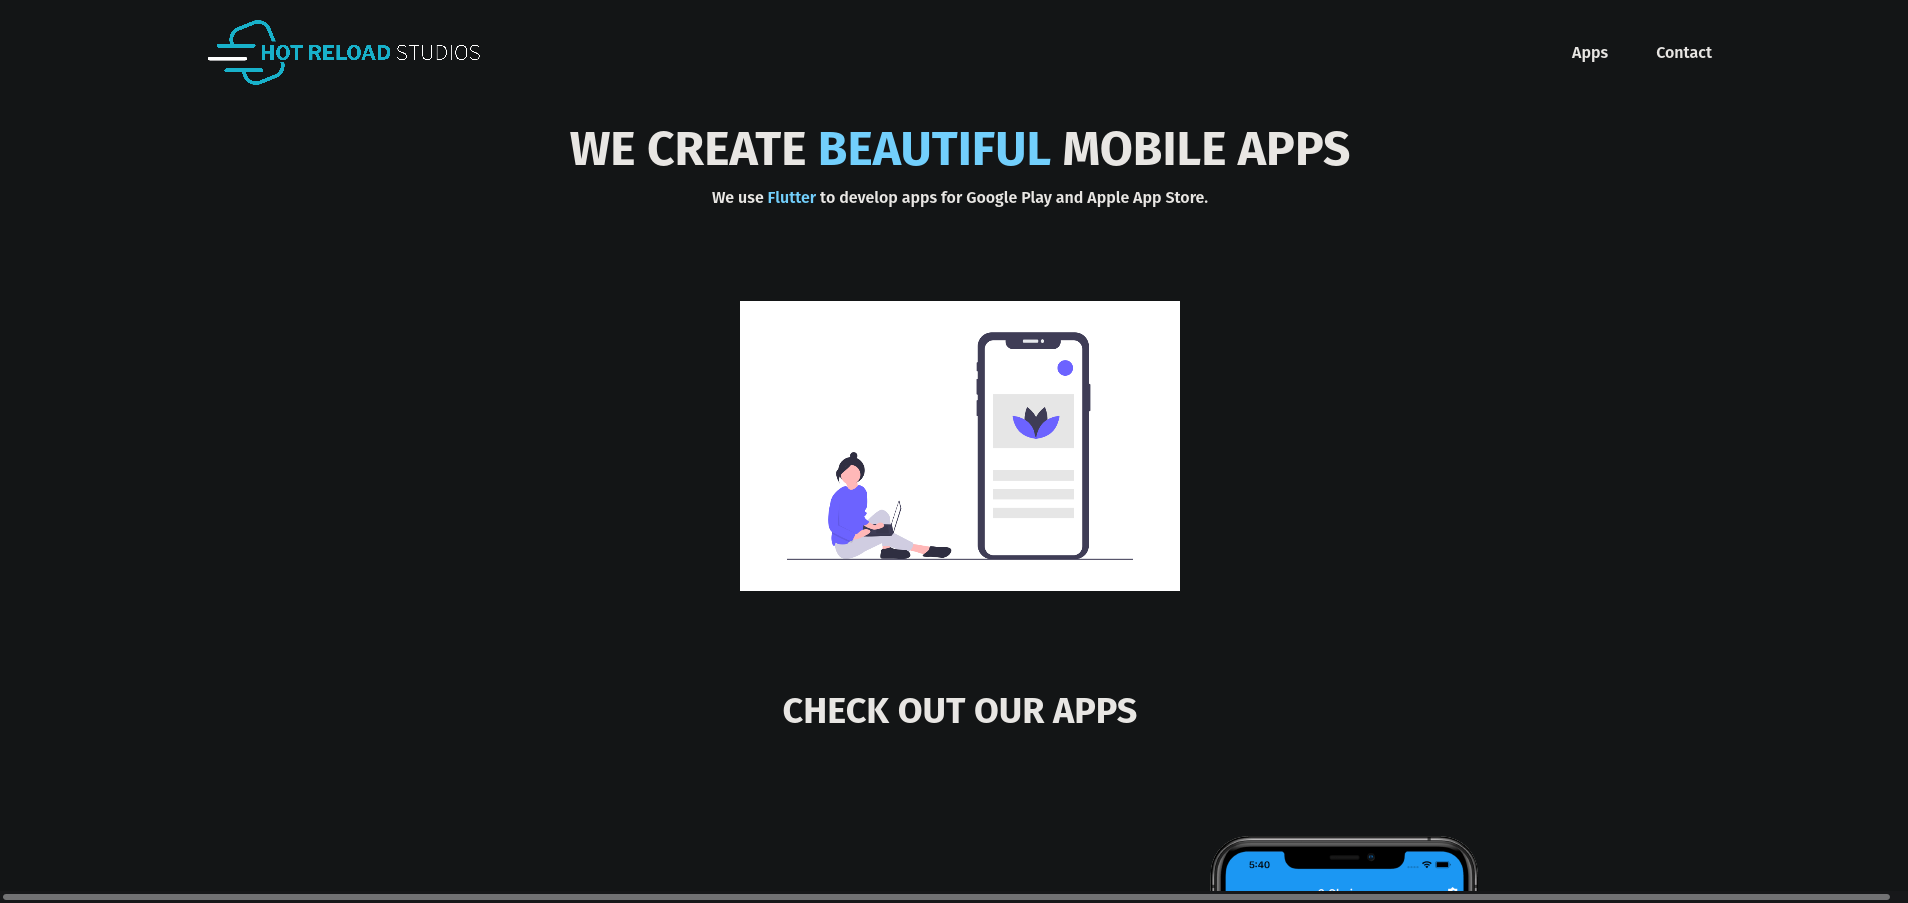 HOT RELOAD STUDIOS
Apps
Contact
WE CREATE BEAUTIFUL MOBILE APPS
We use Flutter to develop apps for Google Play and Apple App Store.
CHECK OUT OUR APPS
5:40